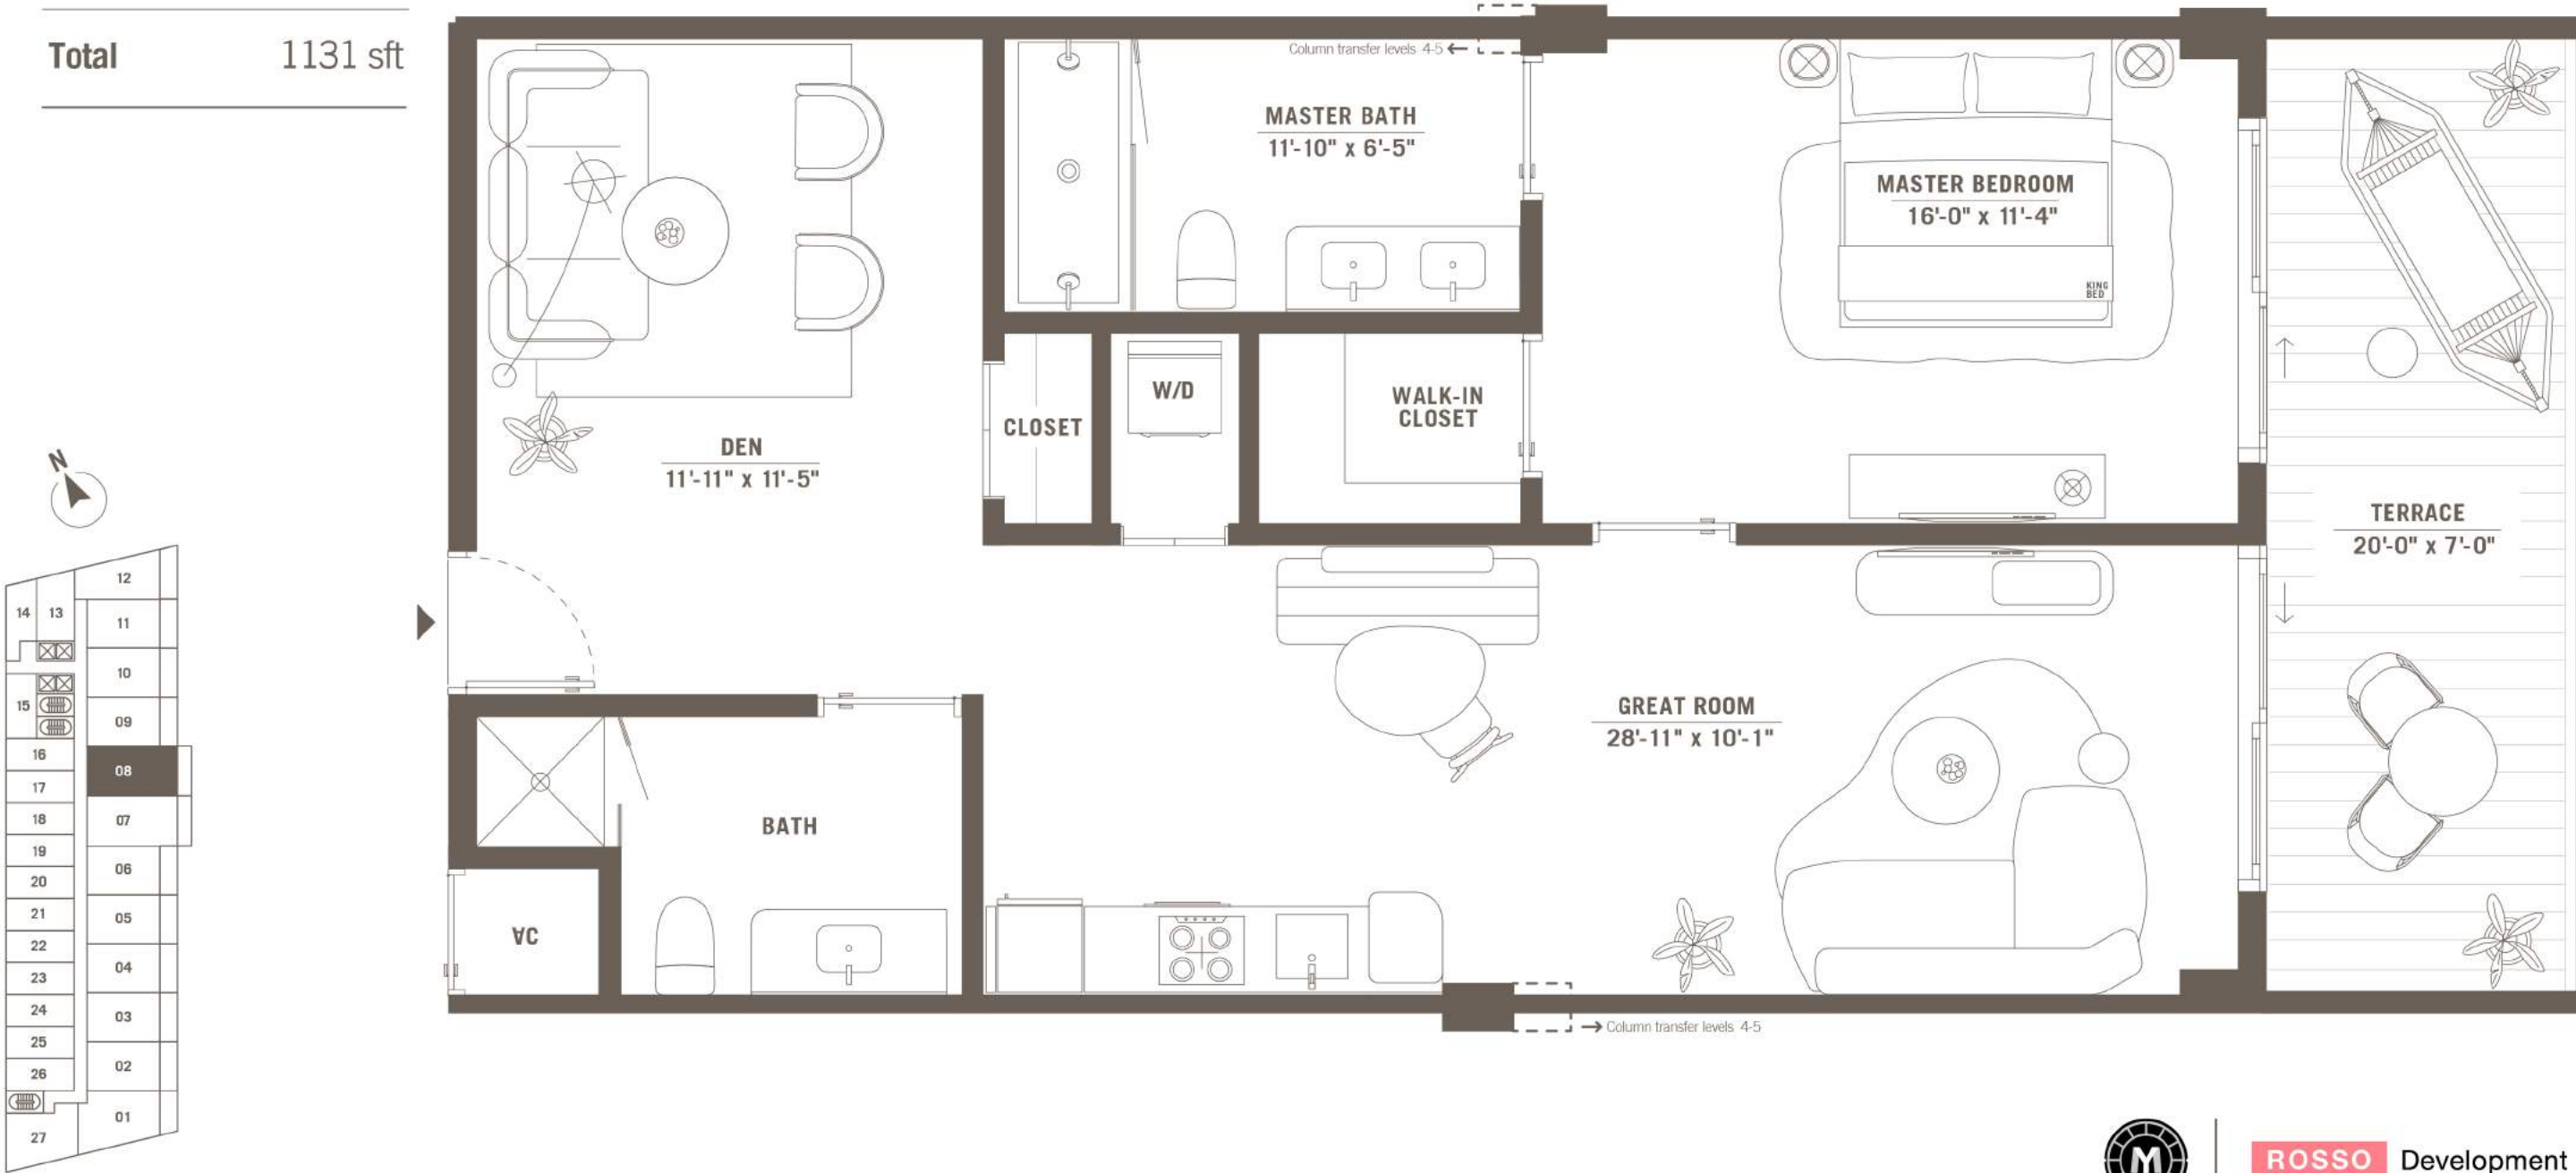 Total 1131 sft
Column transfer levels 4-5
MASTER BATH
11'-10" x 6'-5"
MASTER BEDROOM
16'-0" x 11'-4"
KING
BED
W/D
CLOSET
WALK-IN
CLOSET
DEN
11'-11" x 11'-5"
TERRACE
20'-0" x 7'-0"
GREAT ROOM
28'-11" x 10'-1"
BATH
AC
Column transfer levels 4-5
N
12
14 13
11
10
15
09
16
08
17
18
07
19
06
20
21
05
22
04
23
24
03
25
02
26
01
27
M
ROSSO Development